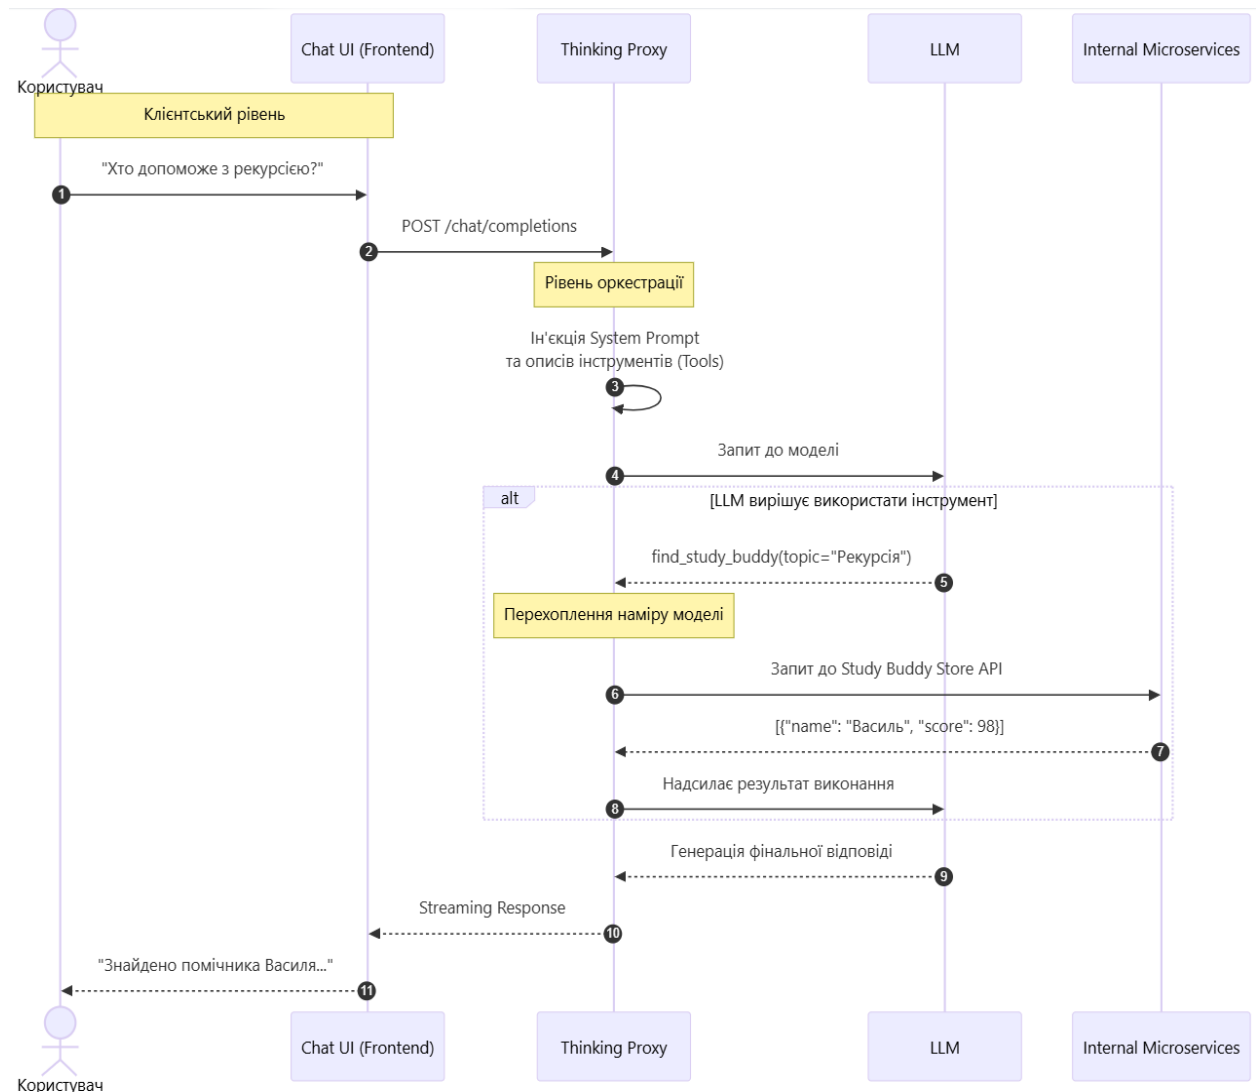 Chat UI (Frontend)
Thinking Proxy
LLM
Internal Microservices
Користувач
Клієнтський рівень
"Хто допоможе з рекурсією?"
1
POST /chat/completions
2
Рівень оркестрації
Ін'єкція System Prompt
та описів інструментів (Tools)
3
Запит до моделі
4
alt
[LLM вирішує використати інструмент]
find_study_buddy(topic="Рекурсія")
5
Перехоплення наміру моделі
Запит до Study Buddy Store API
6
[{"name": "Василь", "score": 98}]
7
Надсилає результат виконання
8
Генерація фінальної відповіді
9
Streaming Response
10
"Знайдено помічника Василя..."
11
Chat UI (Frontend)
Thinking Proxy
LLM
Internal Microservices
Користувач